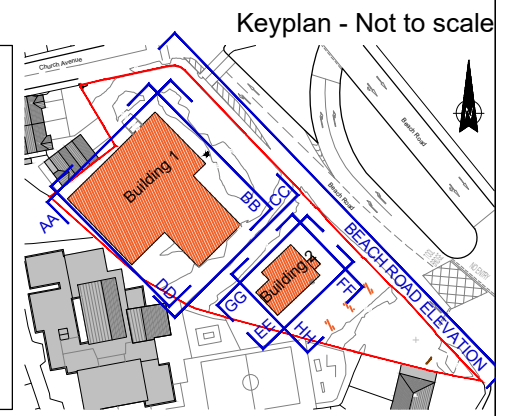 Keyplan - Not to scale
Church Avenue
Beach Road
Building 1
AA
BB
CC
Beach Road
BEACH ROAD ELEVATION
Building 2
DD
GG
EE
HH
FF